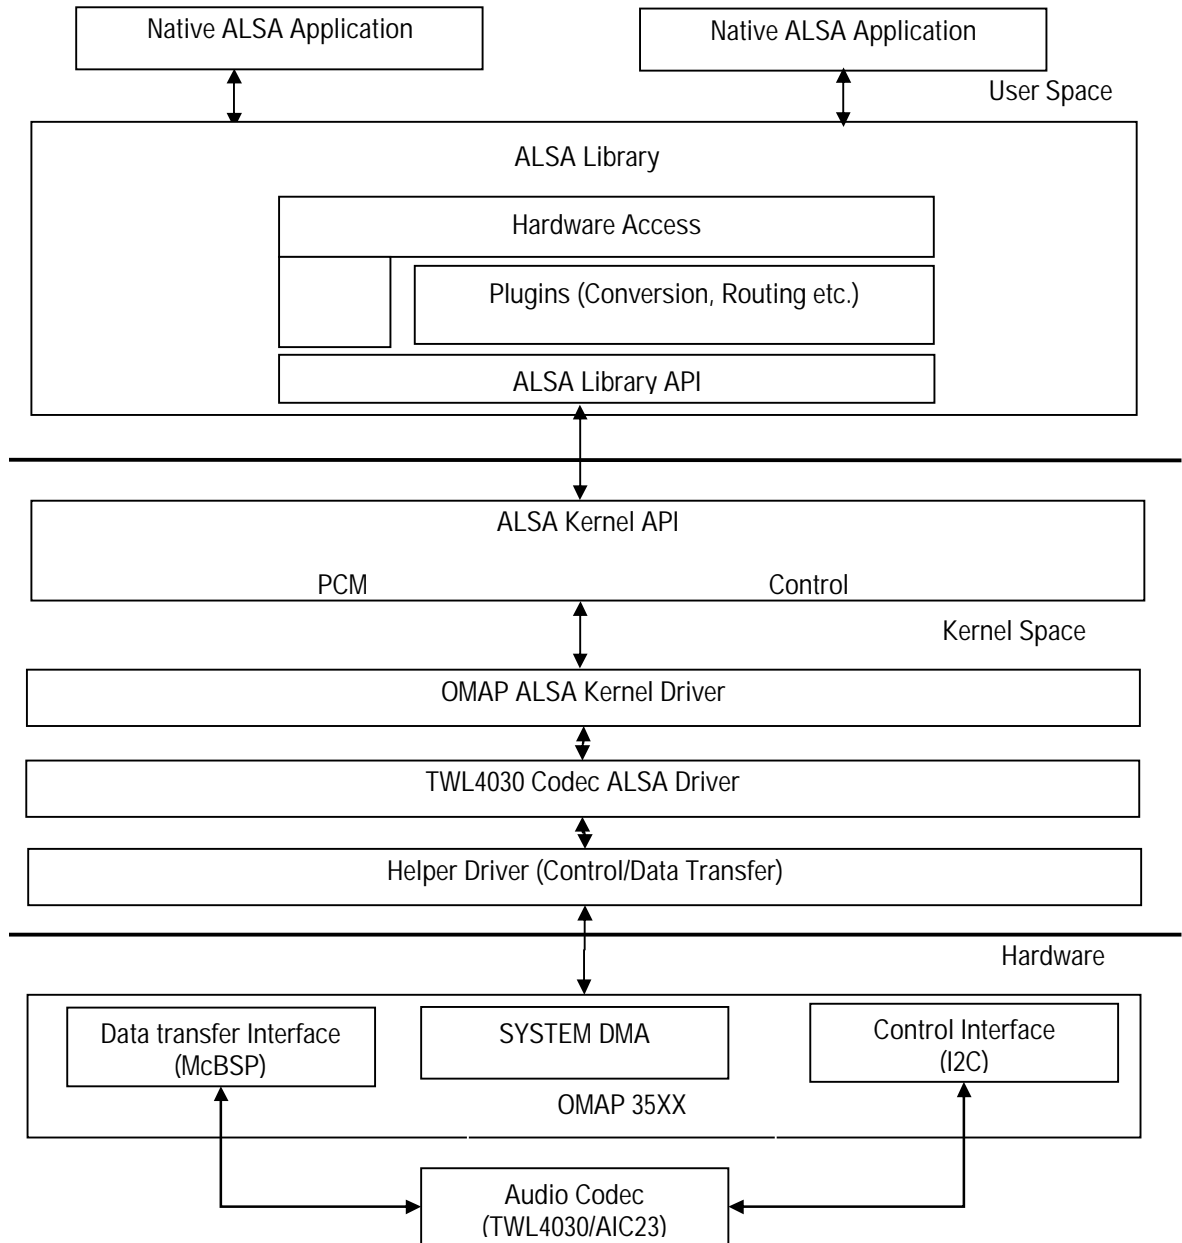 Native ALSA Application
Native ALSA Application
User Space
ALSA Library
Hardware Access
Plugins (Conversion, Routing etc.)
ALSA Library API
ALSA Kernel API
PCM
Control
Kernel Space
OMAP ALSA Kernel Driver
TWL4030 Codec ALSA Driver
Helper Driver (Control/Data Transfer)
Hardware
Data transfer Interface
(McBSP)
SYSTEM DMA
Control Interface
(I2C)
OMAP 35XX
Audio Codec
(TWL4030/AIC23)